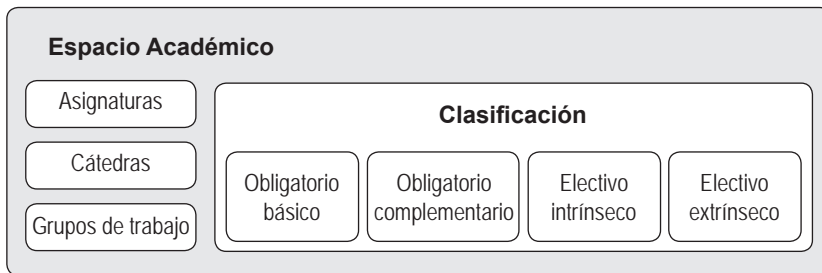 Espacio Académico
Asignaturas
Cátedras
Grupos de trabajo
Clasificación
Obligatorio
básico
Obligatorio
complementario
Electivo
intrínseco
Electivo
extrínseco